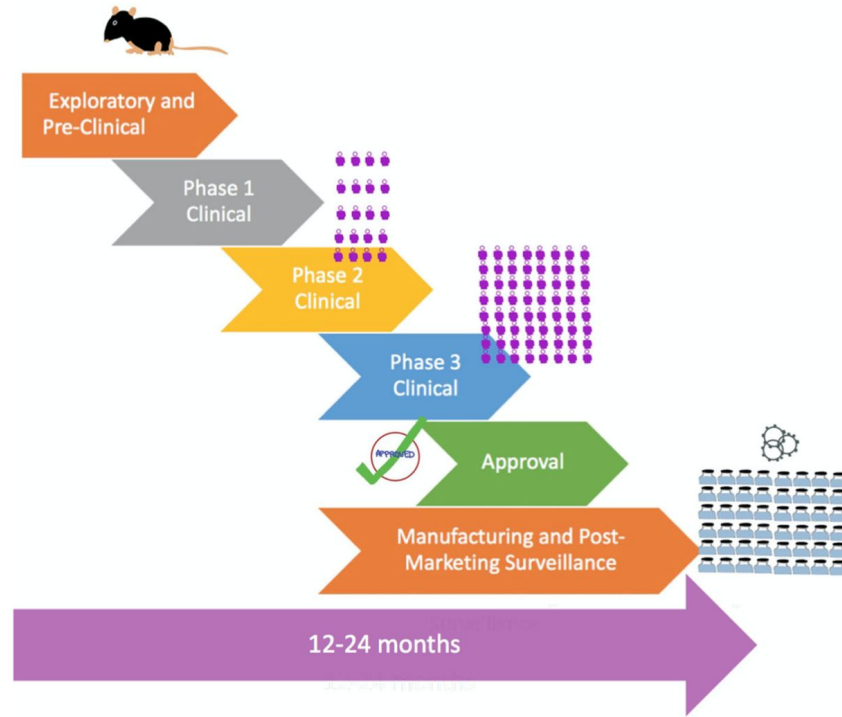 Exploratory and
Pre-Clinical
Phase 1
Clinical
Phase 2
Clinical
Phase 3
Clinical
APPROVED
Approval
Manufacturing and Post-
Marketing Surveillance
12-24 months